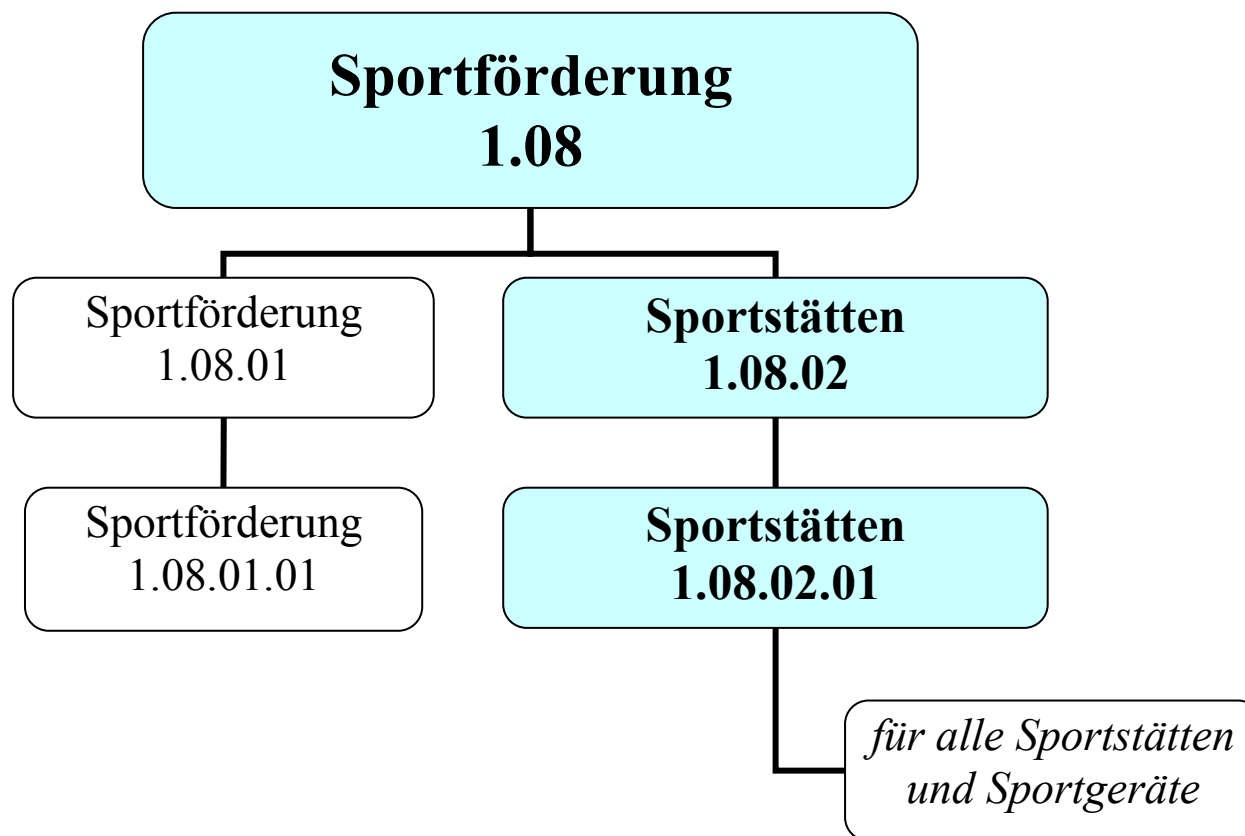 Sportförderung
1.08
Sportförderung
1.08.01
Sportstätten
1.08.02
Sportförderung
1.08.01.01
Sportstätten
1.08.02.01
für alle Sportstätten
und Sportgeräte